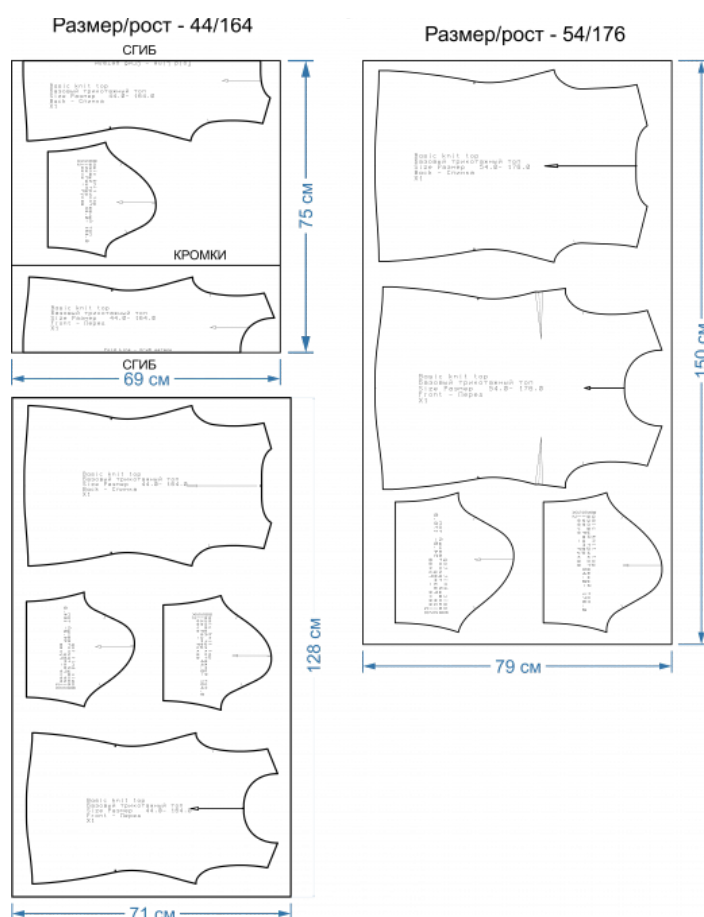 Размер/рост - 44/164
СГИБ
Basic knit top
Базовый трикотажный топ
Size Размер 44.0- 164.0
Back - Спинка
X1
КРОМКИ
Basic knit top
Базовый трикотажный топ
Size Размер 44.0- 164.0
Front - Перед
X1
СГИБ
75 см
69 см
Basic knit top
Базовый трикотажный топ
Size Размер 44.0- 164.0
Back - Спинка
X1
Basic knit top
Базовый трикотажный топ
Size Размер 44.0- 164.0
Front - Перед
X1
128 см
71 см
Размер/рост - 54/176
Basic knit top
Базовый трикотажный топ
Size Размер 54.0- 176.0
Back - Спинка
X1
Basic knit top
Базовый трикотажный топ
Size Размер 54.0- 176.0
Front - Перед
X1
150 см
79 см